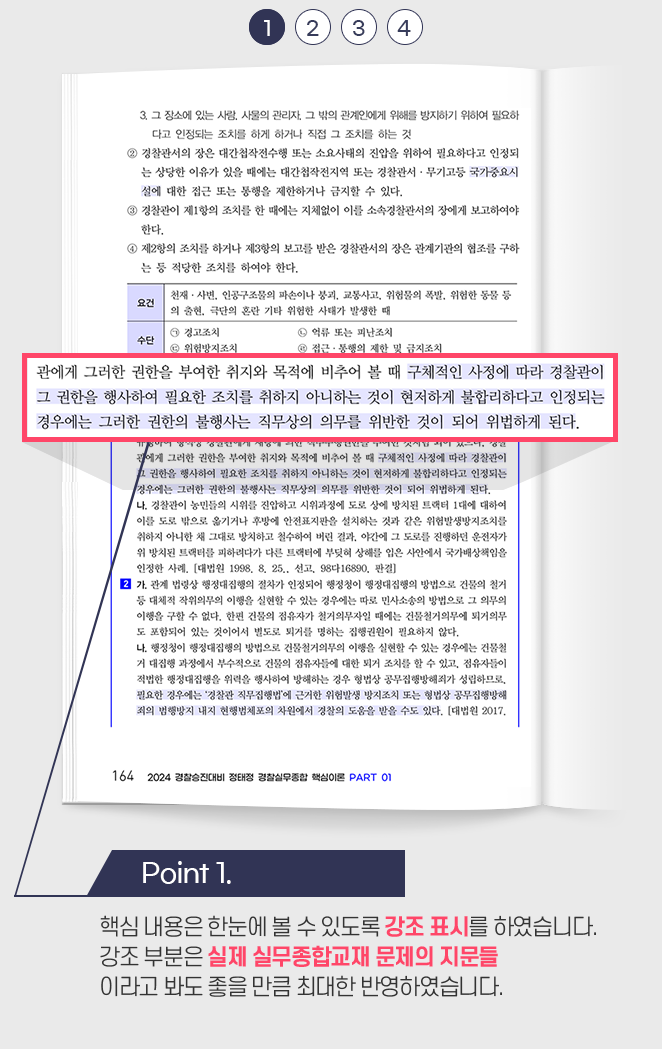 1 2 3 4
3. 그 장소에 있는 사람, 사물의 관리자, 그 밖의 관계인에게 위해를 방지하기 위하여 필요하
다고 인정되는 조치를 하게 하거나 직접 그 조치를 하는 것
② 경찰관서의 장은 대간첩작전수행 또는 소요사태의 진압을 위하여 필요하다고 인정되
는 상당한 이유가 있을 때에는 대간첩작전지역 또는 경찰관서·무기고등 국가중요시
설에 대한 접근 또는 통행을 제한하거나 금지할 수 있다.
③ 경찰관이 제1항의 조치를 한 때에는 지체없이 이를 소속경찰관서의 장에게 보고하여야
한다.
④ 제2항의 조치를 하거나 제3항의 보고를 받은 경찰관서의 장은 관계기관의 협조를 구하
는 등 적당한 조치를 하여야 한다.
요건 천재·사변, 인공구조물의 파손이나 붕괴, 교통사고, 위험물의 폭발, 위험한 동물 등
의 출현, 극단의 혼란 기타 위험한 사태가 발생한 때
수단 ㉠ 경고조치 ㉡ 억류 또는 피난조치
㉢ 위험방지조치 ㉣ 접근·통행의 제한 및 금지조치
관에게 그러한 권한을 부여한 취지와 목적에 비추어 볼 때 구체적인 사정에 따라 경찰관이
그 권한을 행사하여 필요한 조치를 취하지 아니하는 것이 현저하게 불합리하다고 인정되는
경우에는 그러한 권한의 불행사는 직무상의 의무를 위반한 것이 되어 위법하게 된다.
관에게 그러한 권한을 부여한 취지와 목적에 비추어 볼 때 구체적인 사정에 따라 경찰관이
그 권한을 행사하여 필요한 조치를 취하지 아니하는 것이 현저하게 불합리하다고 인정되는
경우에는 그러한 권한의 불행사는 직무상의 의무를 위반한 것이 되어 위법하게 된다.
나. 경찰관이 농민들의 시위를 진압하고 시위과정에 도로 상에 방치된 트랙터 1대에 대하여
이를 도로 밖으로 옮기거나 후방에 안전표지판을 설치하는 것과 같은 위험발생방지조치를
취하지 아니한 채 그대로 방치하고 철수하여 버린 결과, 야간에 그 도로를 진행하던 운전자가
위 방치된 트랙터를 피하려다가 다른 트랙터에 부딪혀 상해를 입은 사안에서 국가배상책임을
인정한 사례. [대법원 1998. 8. 25., 선고, 98다16890, 판결]
2 가. 관계 법령상 행정대집행의 절차가 인정되어 행정청이 행정대집행의 방법으로 건물의 철거
등 대체적 작위의무의 이행을 실현할 수 있는 경우에는 따로 민사소송의 방법으로 그 의무의
이행을 구할 수 없다. 한편 건물의 점유자가 철거의무자일 때에는 건물철거의무에 퇴거의무
도 포함되어 있는 것이어서 별도로 퇴거를 명하는 집행권원이 필요하지 않다.
나. 행정청이 행정대집행의 방법으로 건물철거의무의 이행을 실현할 수 있는 경우에는 건물철
거 대집행 과정에서 부수적으로 건물의 점유자들에 대한 퇴거 조치를 할 수 있고, 점유자들이
적법한 행정대집행을 위력을 행사하여 방해하는 경우 형법상 공무집행방해죄가 성립하므로,
필요한 경우에는 '경찰관 직무집행법'에 근거한 위험발생 방지조치 또는 형법상 공무집행방해
죄의 범행방지 내지 현행범체포의 차원에서 경찰의 도움을 받을 수도 있다. [대법원 2017.
164 2024 경찰승진대비 정태정 경찰실무종합 핵심이론 PART 01
Point 1.
핵심 내용은 한눈에 볼 수 있도록 강조 표시를 하였습니다.
강조 부분은 실제 실무종합교재 문제의 지문들
이라고 봐도 좋을 만큼 최대한 반영하였습니다.